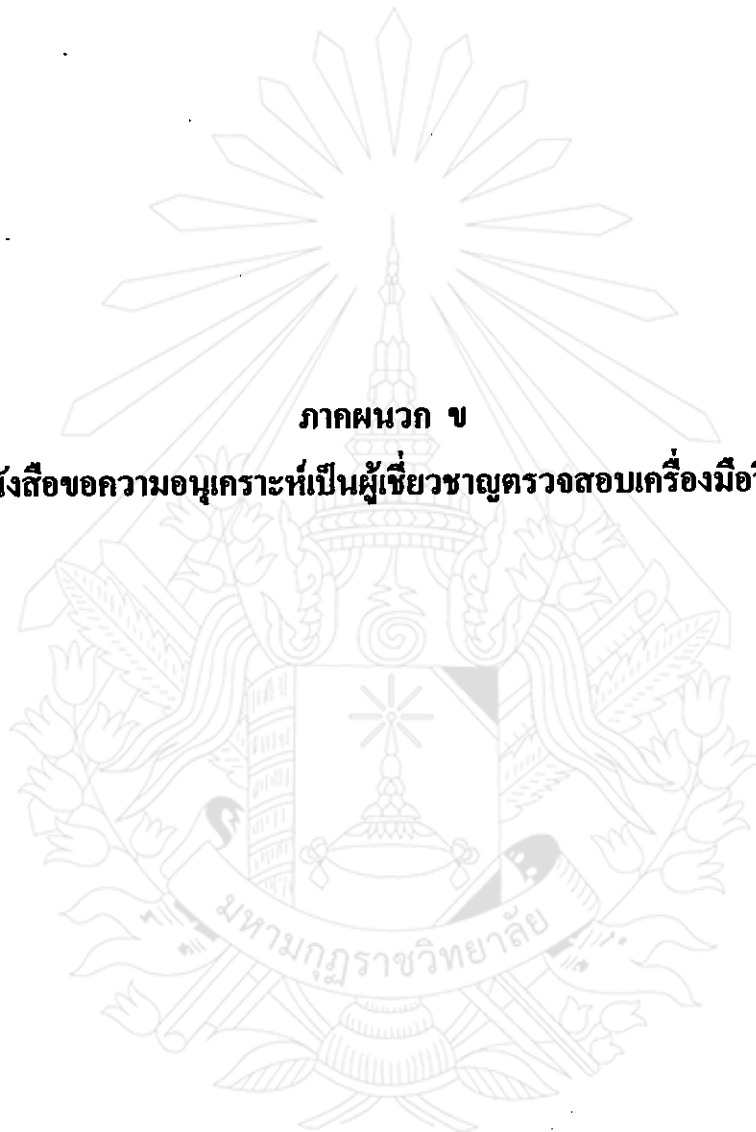 ภาคผนวก ข
ังสือขอความอนุเคราะห์เป็นผู้เชี่ยวชาญตรวจสอบเครื่องมือวิ
มหามกุฏราชวิทยาลัย